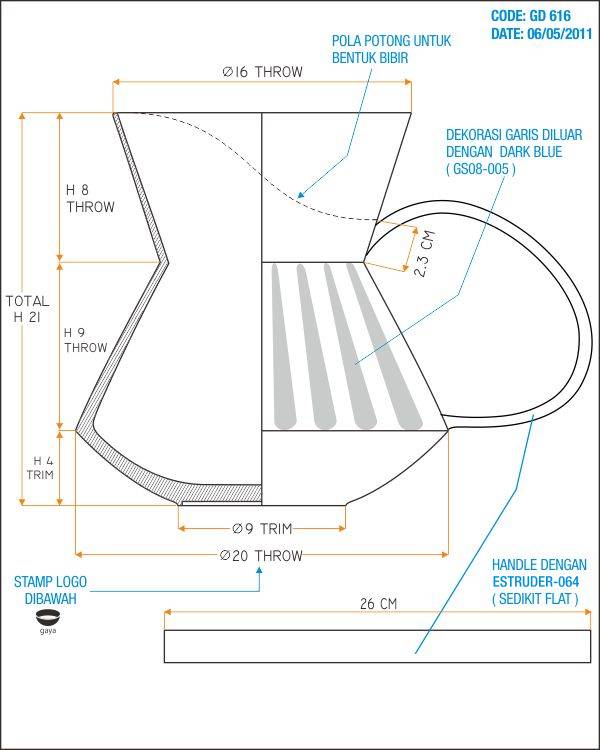 CODE: GD 616
DATE: 06/05/2011
POLA POTONG UNTUK
BENTUK BIBIR
Ø16 THROW
DEKORASI GARIS DILUAR
DENGAN DARK BLUE
( GS08-005 )
H 8
THROW
2.3 CM
TOTAL
H 21
H 9
THROW
H 4
TRIM
Ø9 TRIM
Ø20 THROW
STAMP LOGO
DIBAWAH
gaya
HANDLE DENGAN
ESTRUDER-064
( SEDIKIT FLAT )
26 CM